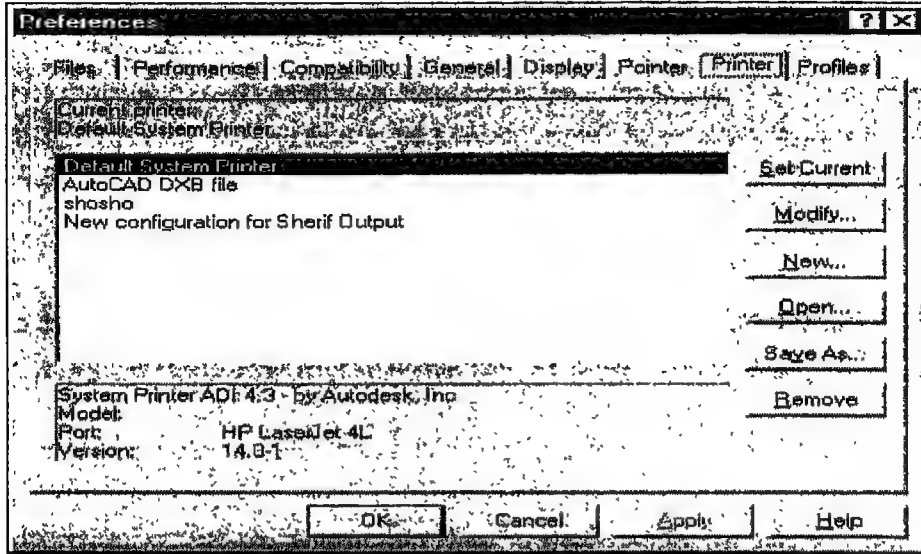 Preferences
Files Performance Compatibility General Display Pointer Printer Profiles
Current printer:
Default System Printer
Default System Printer
AutoCAD DXB file
shosho
New configuration for Sherif Output
Set Current
Modify...
New...
Open...
Save As...
Remove
System Printer ADI 4.3 - by Autodesk, Inc
Model:
Port: HP LaserJet 4L
Version: 14.0-1
OK Cancel Apply Help